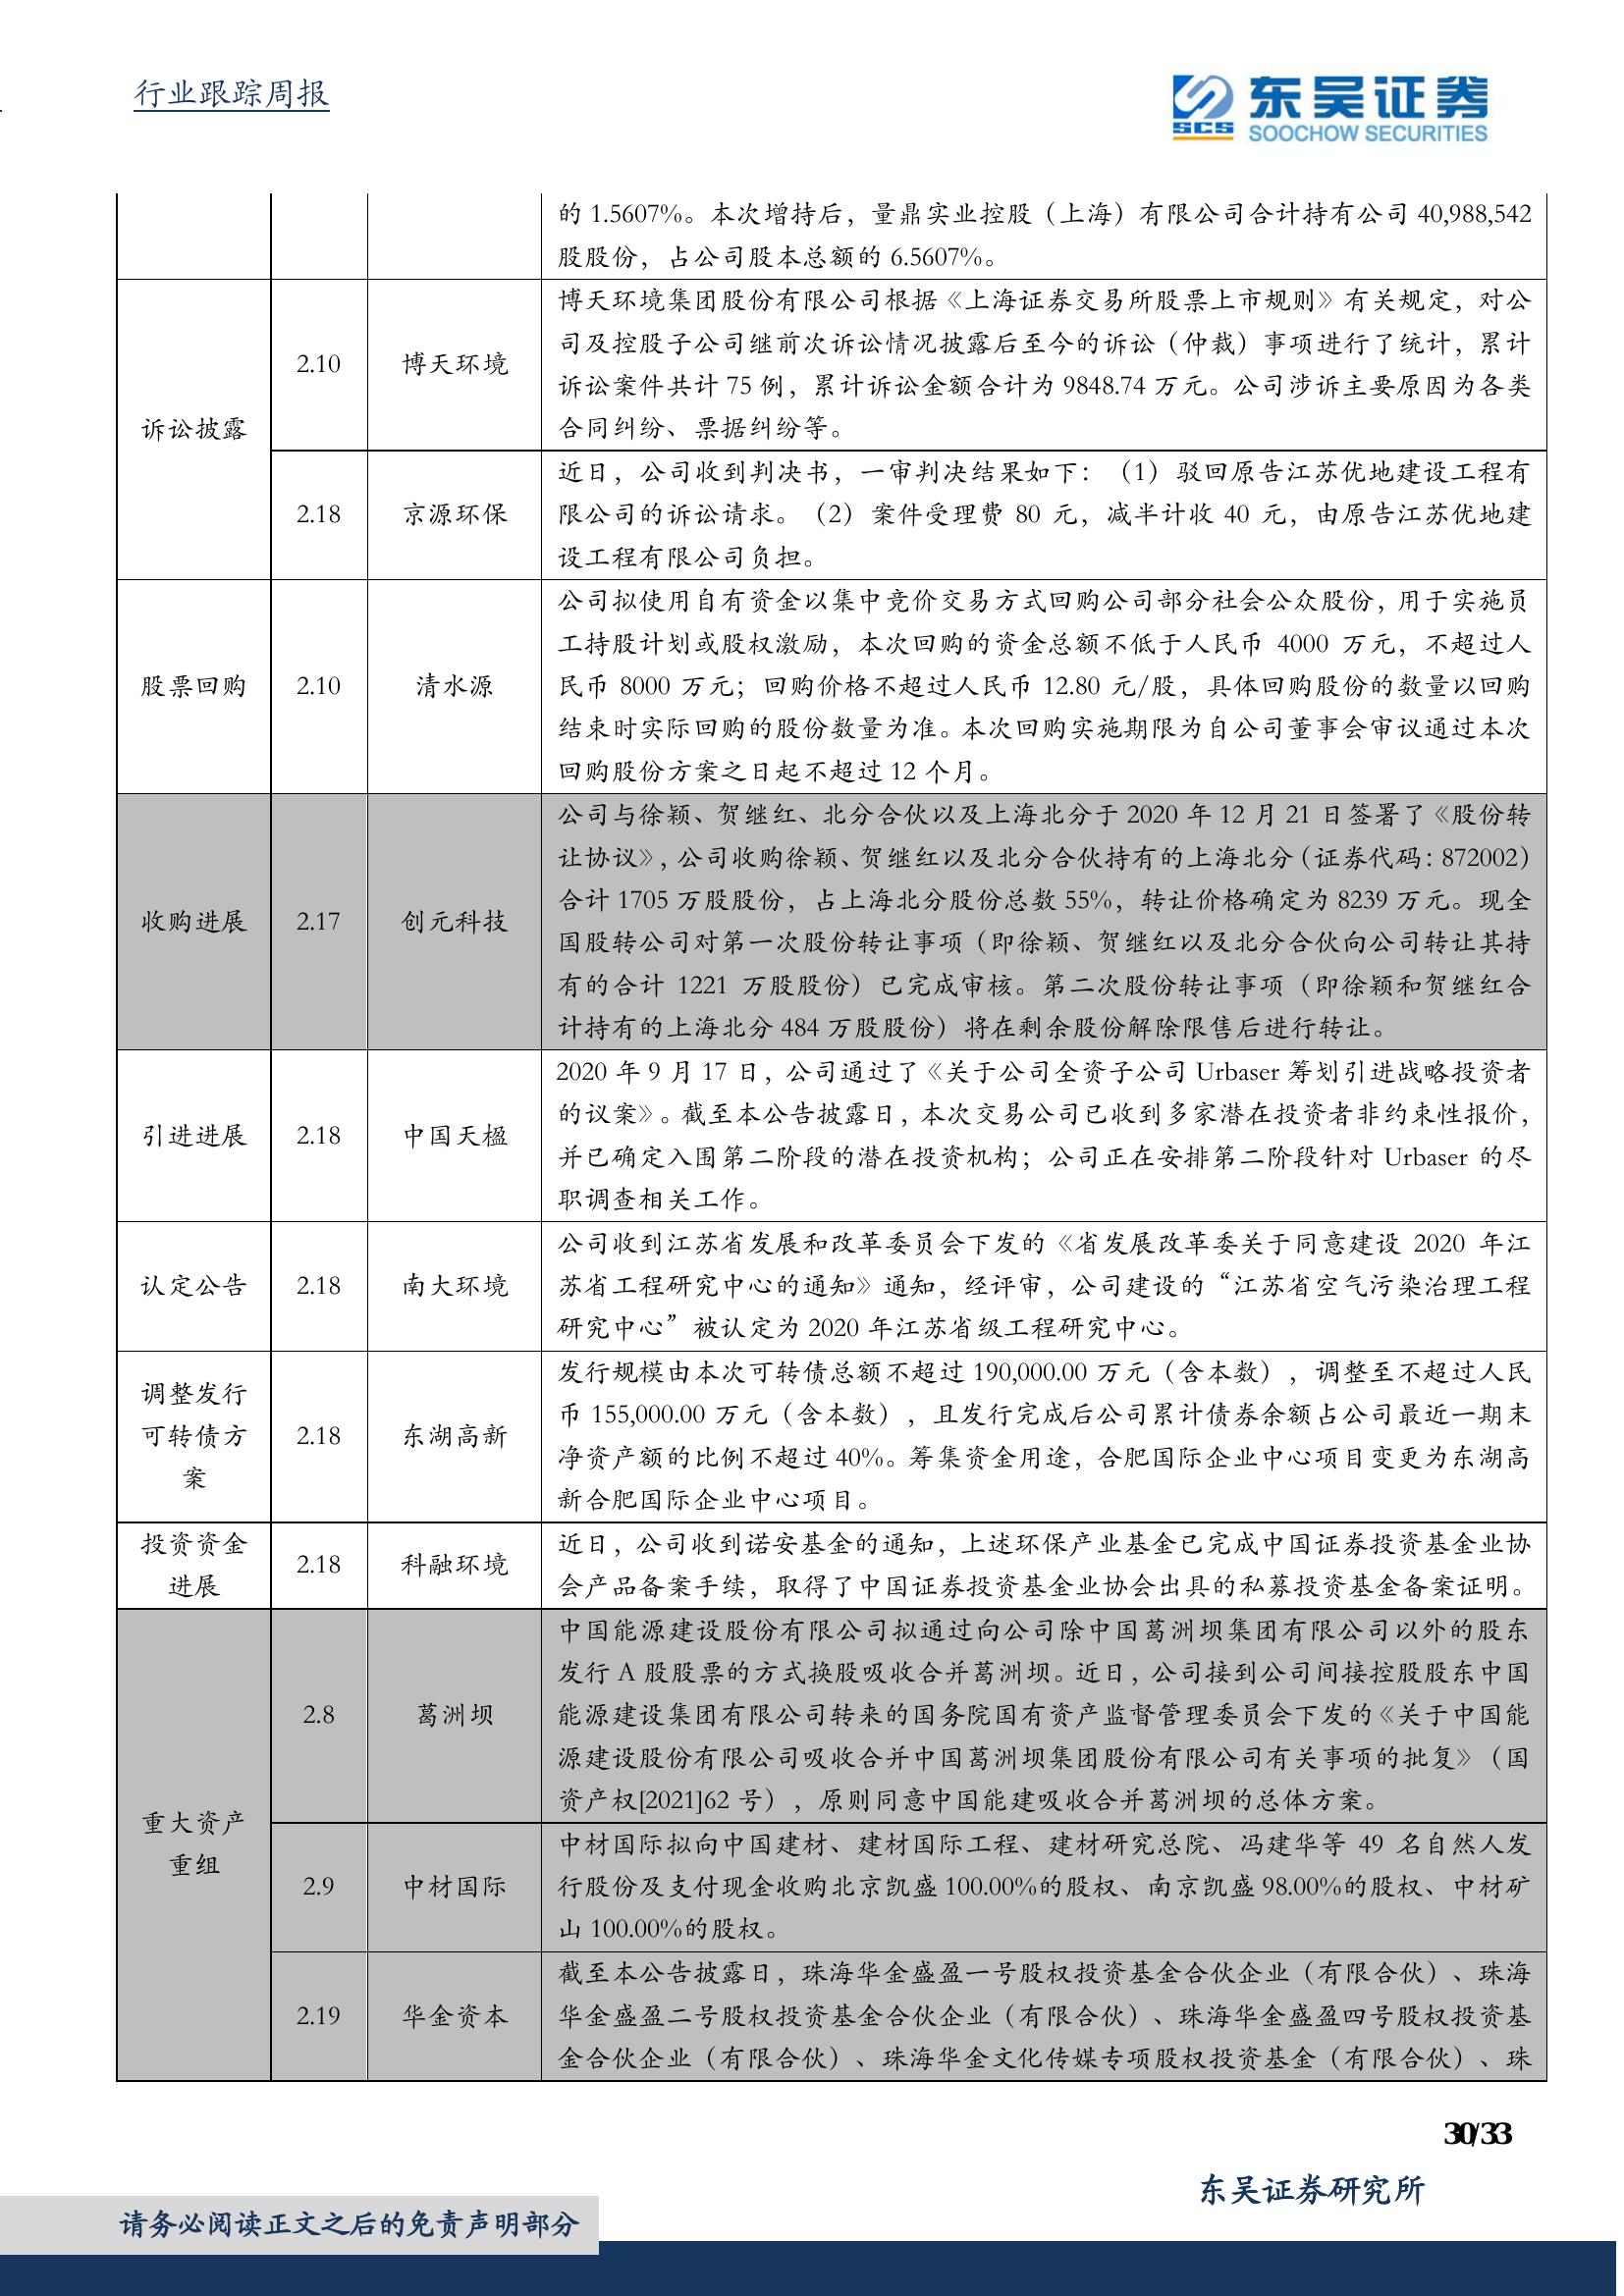 行业跟踪周报
东吴证券
SCS
SOOCHOW SECURITIES
的 1.5607%。本次增持后，量鼎实业控股（上海）有限公司合计持有公司 40,988,542
股股份，占公司股本总额的 6.5607%。
诉讼披露
2.10
博天环境
博天环境集团股份有限公司根据《上海证券交易所股票上市规则》有关规定，对公
司及控股子公司继前次诉讼情况披露后至今的诉讼（仲裁）事项进行了统计，累计
诉讼案件共计 75 例，累计诉讼金额合计为 9848.74 万元。公司涉诉主要原因为各类
合同纠纷、票据纠纷等。
2.18
京源环保
近日，公司收到判决书，一审判决结果如下：（1）驳回原告江苏优地建设工程有
限公司的诉讼请求。（2）案件受理费 80 元，减半计收 40 元，由原告江苏优地建
设工程有限公司负担。
股票回购
2.10
清水源
公司拟使用自有资金以集中竞价交易方式回购公司部分社会公众股份，用于实施员
工持股计划或股权激励，本次回购的资金总额不低于人民币 4000 万元，不超过人
民币 8000 万元；回购价格不超过人民币 12.80 元/股，具体回购股份的数量以回购
结束时实际回购的股份数量为准。本次回购实施期限为自公司董事会审议通过本次
回购股份方案之日起不超过 12 个月。
收购进展
2.17
创元科技
公司与徐颖、贺继红、北分合伙以及上海北分于 2020 年 12 月 21 日签署了《股份转
让协议》，公司收购徐颖、贺继红以及北分合伙持有的上海北分（证券代码：872002）
合计 1705 万股股份，占上海北分股份总数 55%，转让价格确定为 8239 万元。现全
国股转公司对第一次股份转让事项（即徐颖、贺继红以及北分合伙向公司转让其持
有的合计 1221 万股股份）已完成审核。第二次股份转让事项（即徐颖和贺继红合
计持有的上海北分 484 万股股份）将在剩余股份解除限售后进行转让。
引进进展
2.18
中国天楹
2020 年 9 月 17 日，公司通过了《关于公司全资子公司 Urbaser 筹划引进战略投资者
的议案》。截至本公告披露日，本次交易公司已收到多家潜在投资者非约束性报价，
并已确定入围第二阶段的潜在投资机构；公司正在安排第二阶段针对 Urbaser 的尽
职调查相关工作。
认定公告
2.18
南大环境
公司收到江苏省发展和改革委员会下发的《省发展改革委关于同意建设 2020 年江
苏省工程研究中心的通知》通知，经评审，公司建设的“江苏省空气污染治理工程
研究中心”被认定为 2020 年江苏省级工程研究中心。
调整发行
可转债方
案
2.18
东湖高新
发行规模由本次可转债总额不超过 190,000.00 万元（含本数），调整至不超过人民
币 155,000.00 万元（含本数），且发行完成后公司累计债券余额占公司最近一期末
净资产额的比例不超过 40%。筹集资金用途，合肥国际企业中心项目变更为东湖高
新合肥国际企业中心项目。
投资资金
进展
2.18
科融环境
近日，公司收到诺安基金的通知，上述环保产业基金已完成中国证券投资基金业协
会产品备案手续，取得了中国证券投资基金业协会出具的私募投资基金备案证明。
重大资产
重组
2.8
葛洲坝
中国能源建设股份有限公司拟通过向公司除中国葛洲坝集团有限公司以外的股东
发行 A 股股票的方式换股吸收合并葛洲坝。近日，公司接到公司间接控股股东中国
能源建设集团有限公司转来的国务院国有资产监督管理委员会下发的《关于中国能
源建设股份有限公司吸收合并中国葛洲坝集团股份有限公司有关事项的批复》（国
资产权[2021]62 号），原则同意中国能建吸收合并葛洲坝的总体方案。
2.9
中材国际
中材国际拟向中国建材、建材国际工程、建材研究总院、冯建华等 49 名自然人发
行股份及支付现金收购北京凯盛 100.00%的股权、南京凯盛 98.00%的股权、中材矿
山 100.00%的股权。
2.19
华金资本
截至本公告披露日，珠海华金盛盈一号股权投资基金合伙企业（有限合伙）、珠海
华金盛盈二号股权投资基金合伙企业（有限合伙）、珠海华金盛盈四号股权投资基
金合伙企业（有限合伙）、珠海华金文化传媒专项股权投资基金（有限合伙）、珠
30/33
东吴证券研究所
请务必阅读正文之后的免责声明部分